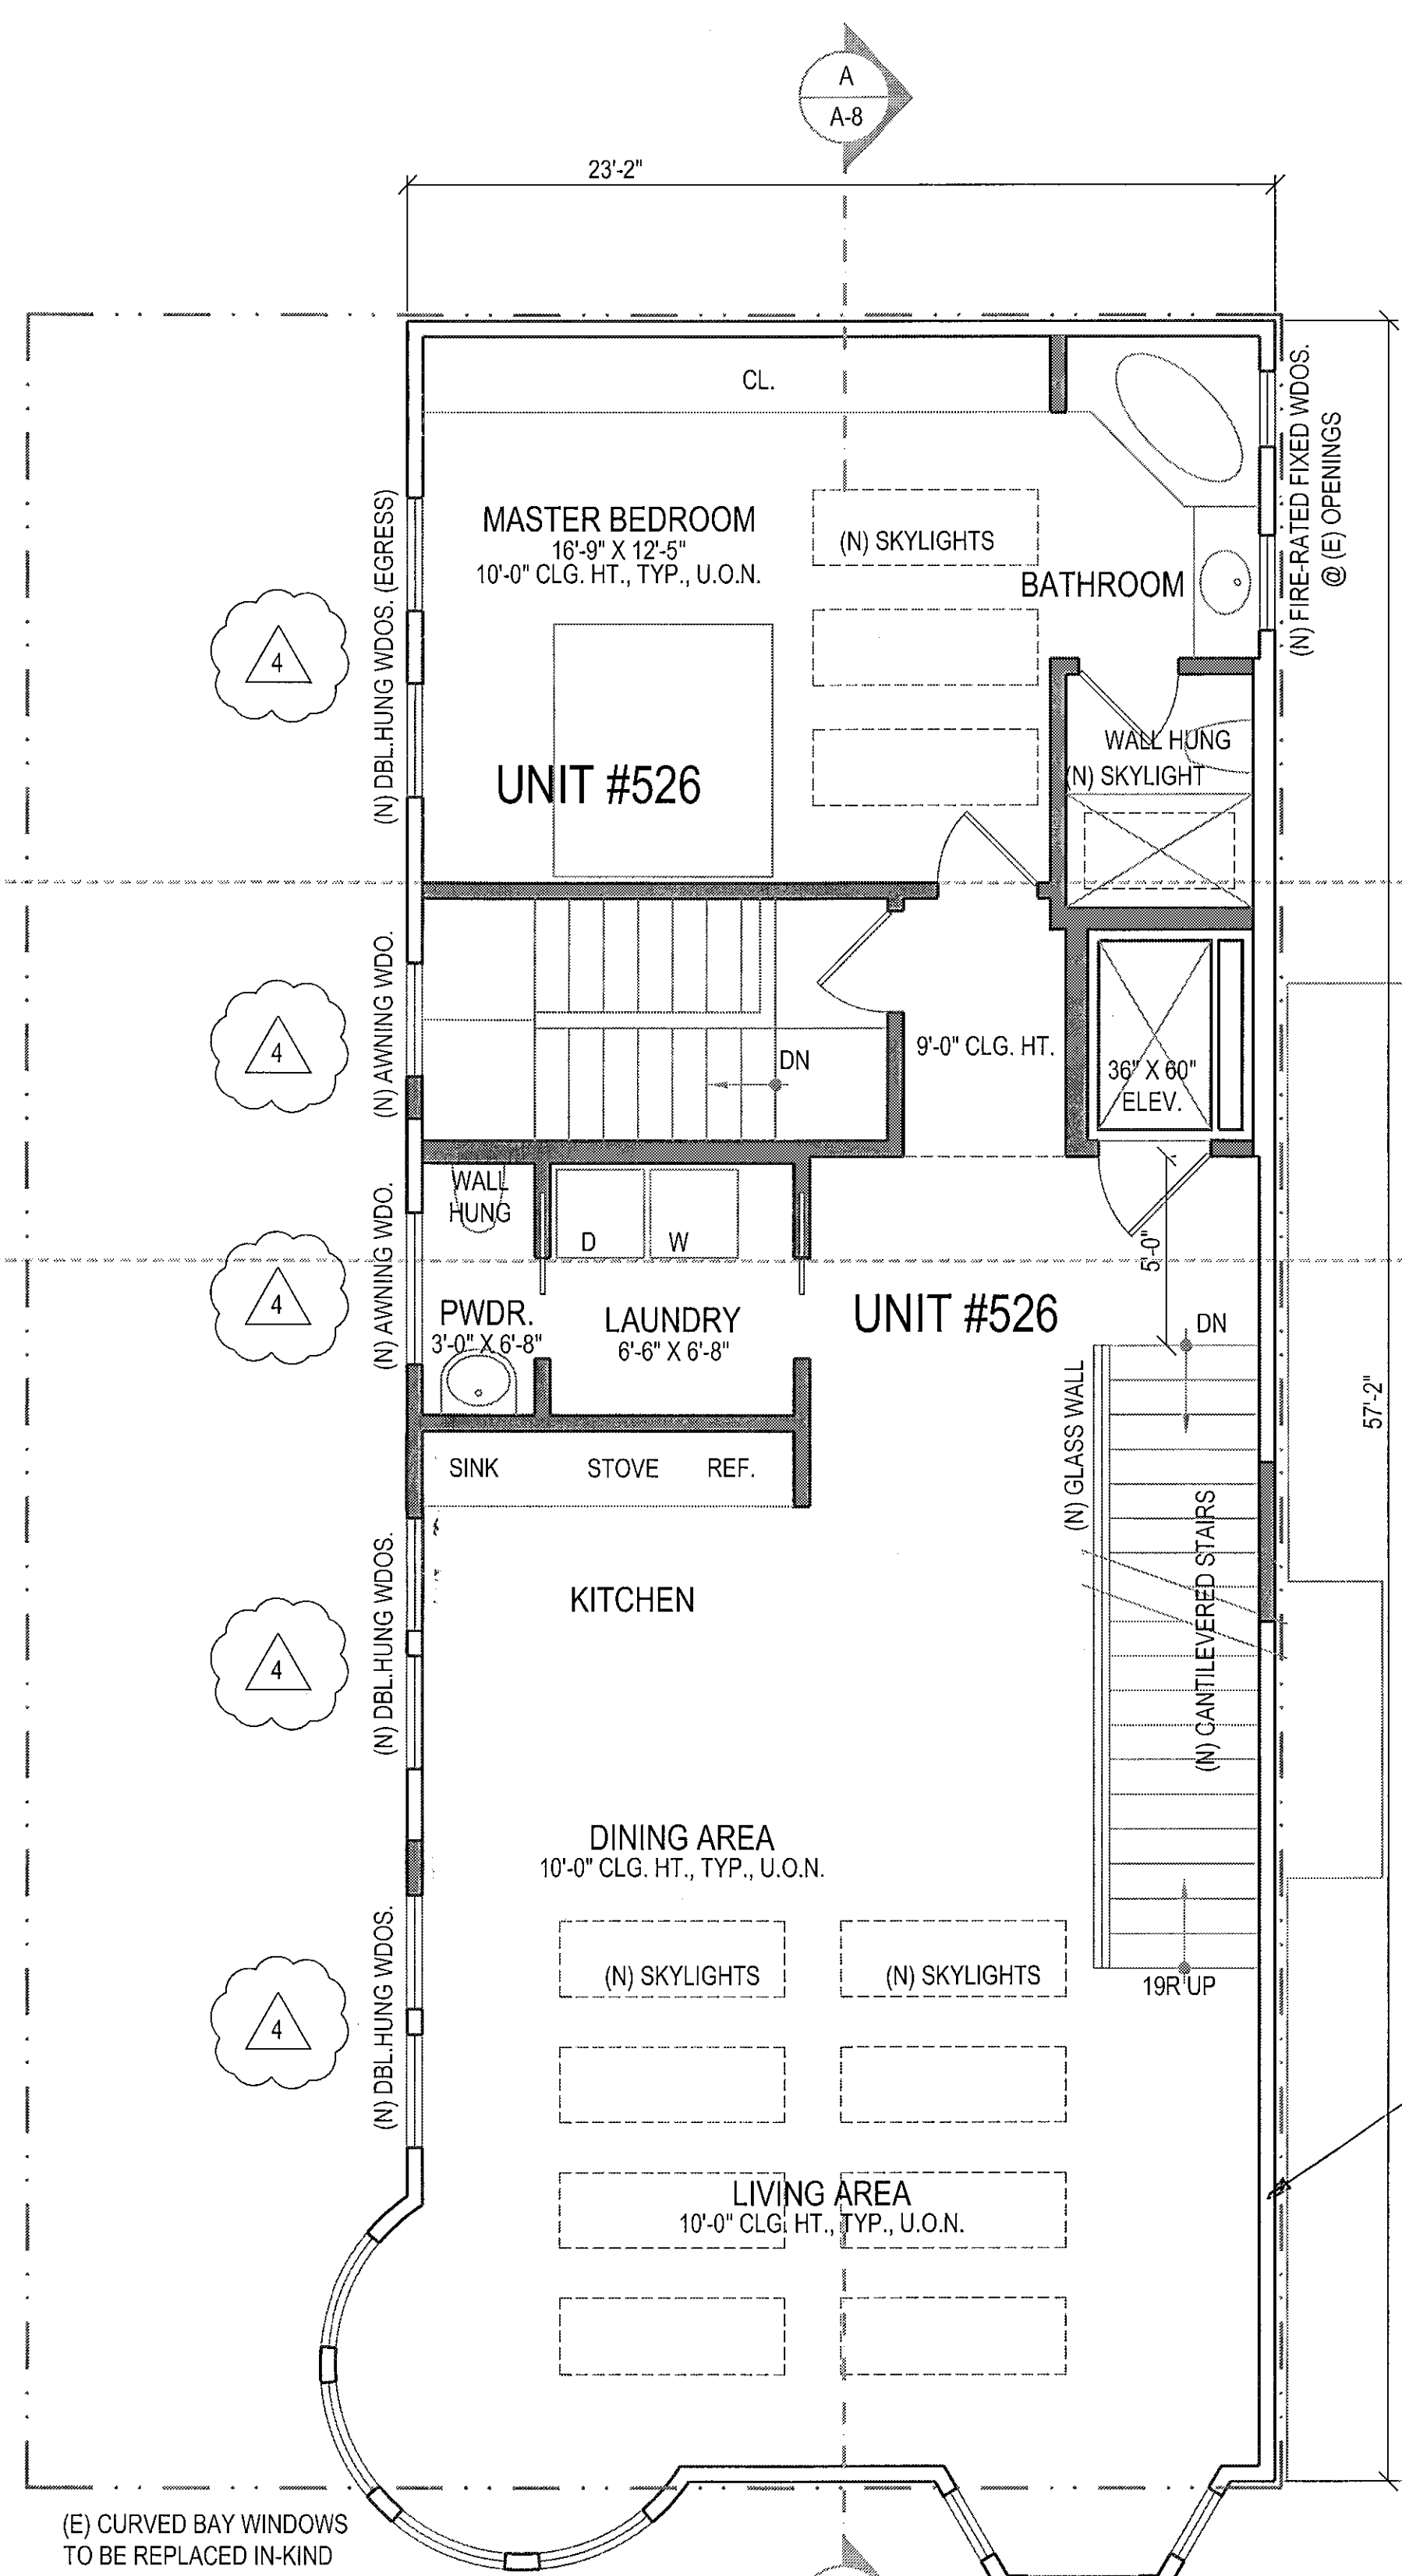 A
A-8
23'-2"
CL.
(N) FIRE-RATED FIXED WDOS.
@ (E) OPENINGS
MASTER BEDROOM
16'-9" X 12'-5"
10'-0" CLG. HT., TYP., U.O.N.
(N) SKYLIGHTS
BATHROOM
(N) DBL.HUNG WDOS. (EGRESS)
4
UNIT #526
WALL HUNG
(N) SKYLIGHT
(N) AWNING WDO.
4
DN
9'-0" CLG. HT.
36" X 60"
ELEV.
WALL
HUNG
D
W
5'-0"
(N) AWNING WDO.
4
PWDR.
3'-0" X 6'-8"
LAUNDRY
6'-6" X 6'-8"
UNIT #526
DN
57'-2"
(N) GLASS WALL
SINK
STOVE
REF.
(N) CANTILEVERED STAIRS
KITCHEN
(N) DBL.HUNG WDOS.
4
DINING AREA
10'-0" CLG. HT., TYP., U.O.N.
(N) SKYLIGHTS
(N) SKYLIGHTS
19R UP
(N) DBL.HUNG WDOS.
4
LIVING AREA
10'-0" CLG. HT., TYP., U.O.N.
(E) CURVED BAY WINDOWS
TO BE REPLACED IN-KIND